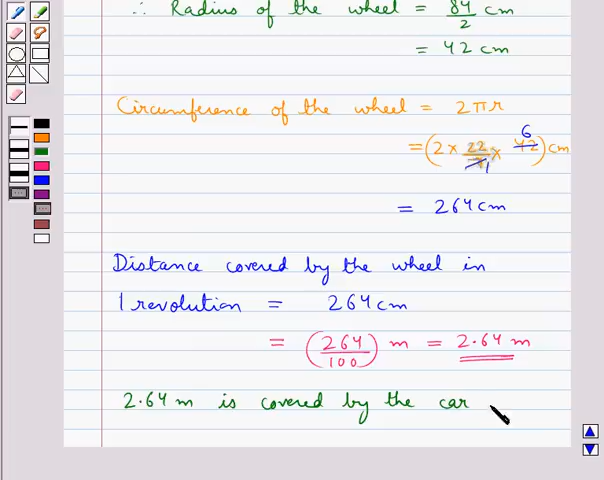 ∴ Radius of the wheel = 84/2 cm
= 42 cm
Circumference of the wheel = 2πr
= (2 × 22/7 1 × 42 6) cm
= 264 cm
Distance covered by the wheel in
1 revolution = 264 cm
= (264/100) m = 2.64 m
2.64 m is covered by the car